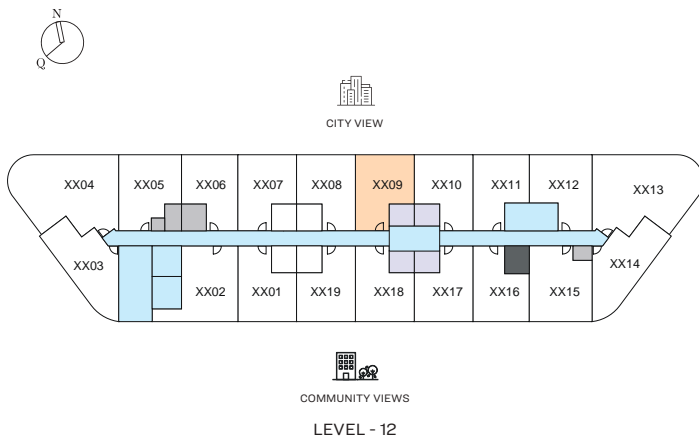 N
Q
CITY VIEW
XX04 XX05 XX06 XX07 XX08 XX09 XX10 XX11 XX12 XX13
XX03 XX02 XX01 XX19 XX18 XX17 XX16 XX15 XX14
COMMUNITY VIEWS
LEVEL - 12